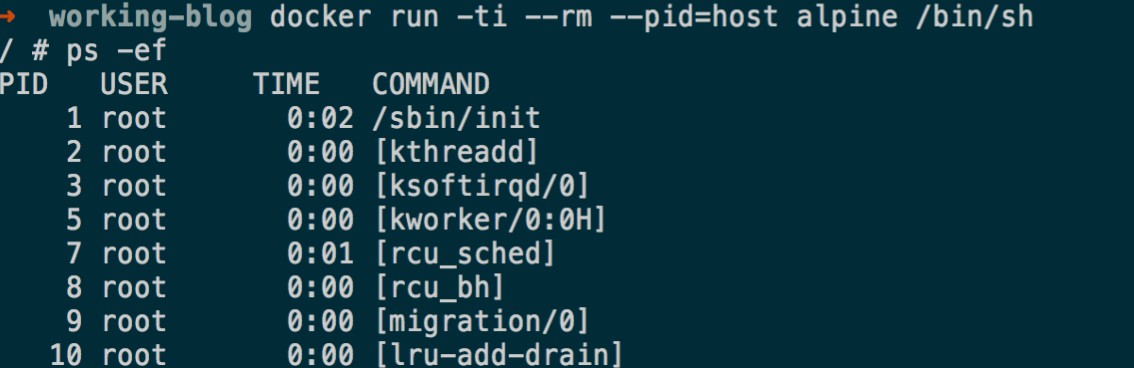 ➜  working-blog docker run -ti --rm --pid=host alpine /bin/sh
/ # ps -ef
PID   USER     TIME   COMMAND
    1 root       0:02 /sbin/init
    2 root       0:00 [kthreadd]
    3 root       0:00 [ksoftirqd/0]
    5 root       0:00 [kworker/0:0H]
    7 root       0:01 [rcu_sched]
    8 root       0:00 [rcu_bh]
    9 root       0:00 [migration/0]
   10 root       0:00 [lru-add-drain]